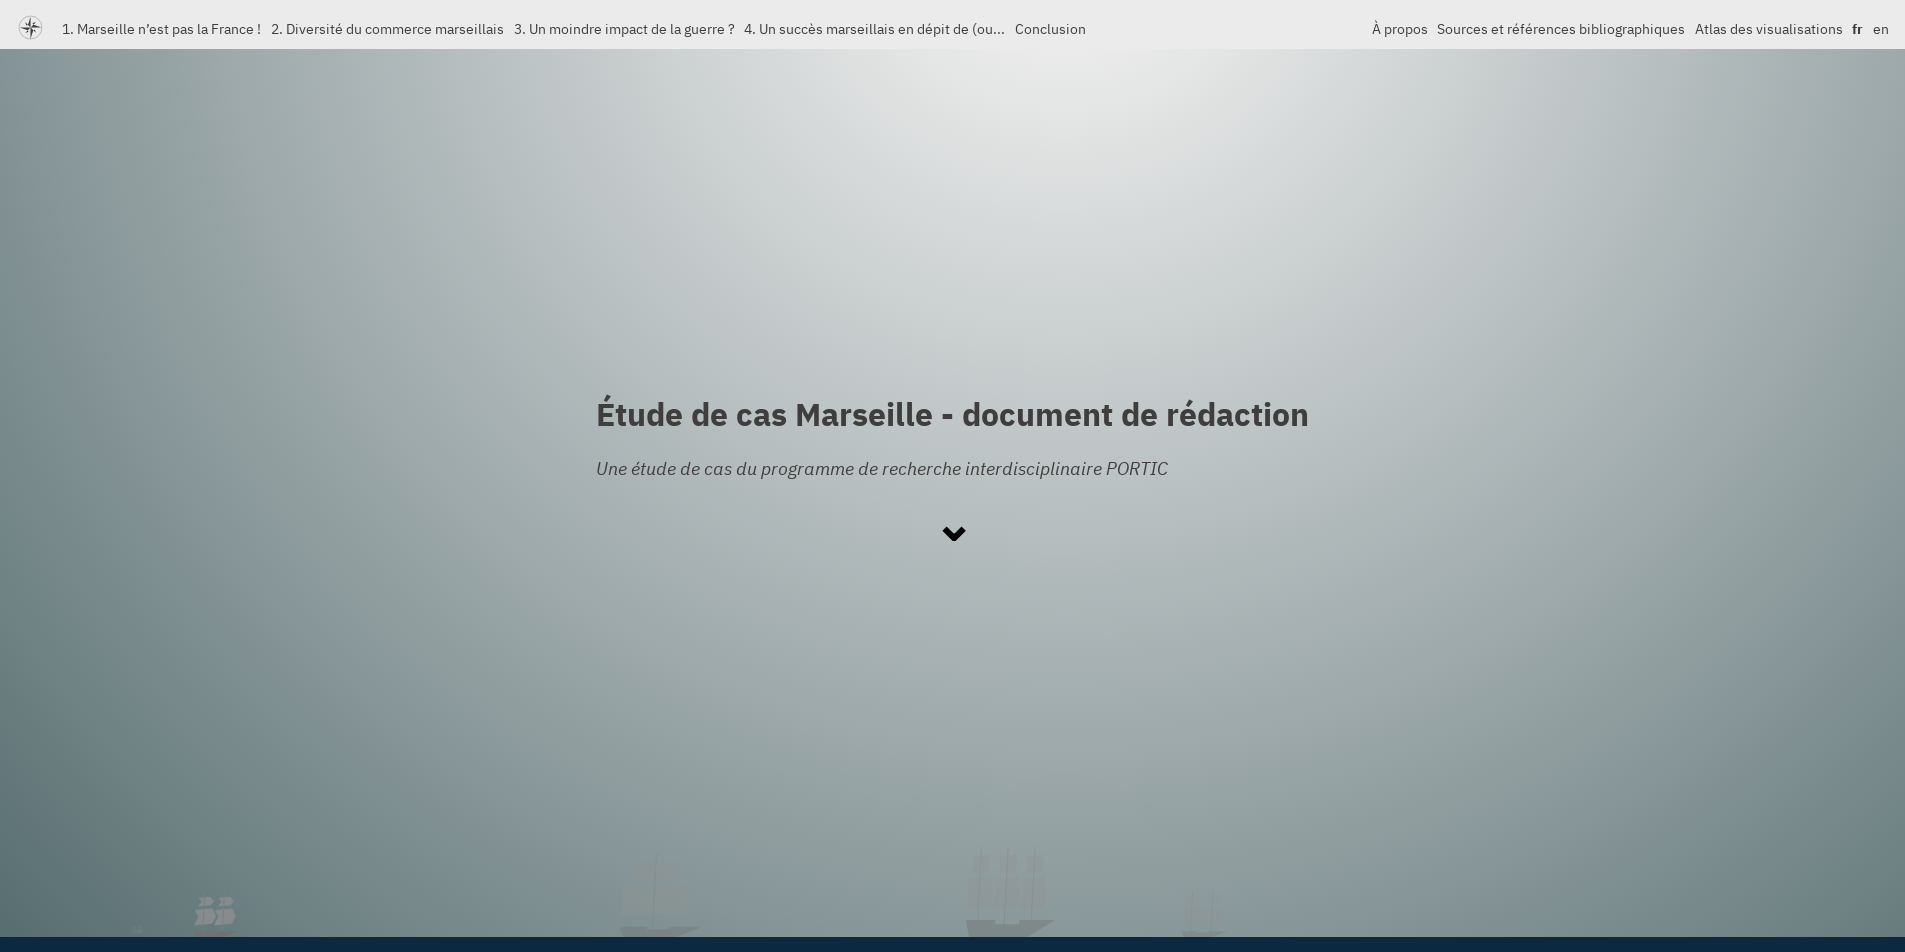 1. Marseille n’est pas la France ! 2. Diversité du commerce marseillais 3. Un moindre impact de la guerre ? 4. Un succès marseillais en dépit de (ou... Conclusion À propos Sources et références bibliographiques Atlas des visualisations fr en
Étude de cas Marseille - document de rédaction
Une étude de cas du programme de recherche interdisciplinaire PORTIC